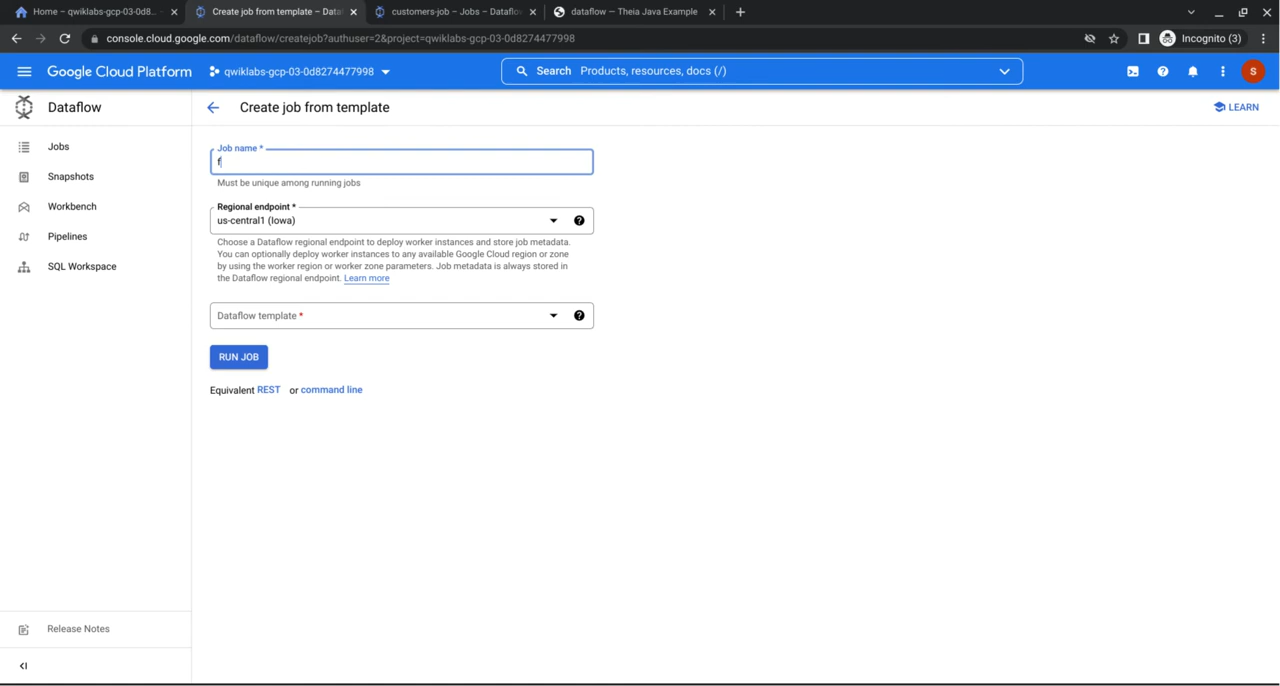 Home – qwiklabs-gcp-03-0d8...
Create job from template – Data
customers-job – Jobs – Dataflow
dataflow — Theia Java Example
console.cloud.google.com/dataflow/createjob?authuser=2&project=qwiklabs-gcp-03-0d8274477998
Incognito (3)
Google Cloud Platform
qwiklabs-gcp-03-0d8274477998
Search Products, resources, docs (/)
S
Dataflow
Create job from template
LEARN
Jobs
Snapshots
Workbench
Pipelines
SQL Workspace
Job name *
f
Must be unique among running jobs
Regional endpoint *
us-central1 (Iowa)
Choose a Dataflow regional endpoint to deploy worker instances and store job metadata.
You can optionally deploy worker instances to any available Google Cloud region or zone
by using the worker region or worker zone parameters. Job metadata is always stored in
the Dataflow regional endpoint. Learn more
Dataflow template *
RUN JOB
Equivalent REST or command line
Release Notes